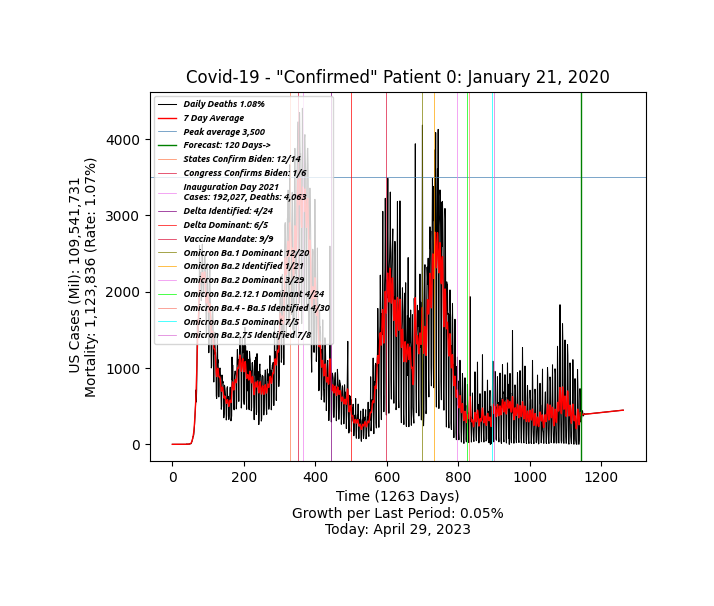 Covid-19 - "Confirmed" Patient 0: January 21, 2020
Daily Deaths 1.08%
7 Day Average
Peak average 3,500
Forecast: 120 Days->
States Confirm Biden: 12/14
Congress Confirms Biden: 1/6
Inauguration Day 2021
Cases: 192,027, Deaths: 4,063
Delta Identified: 4/24
Delta Dominant: 6/5
Vaccine Mandate: 9/9
Omicron Ba.1 Dominant 12/20
Omicron Ba.2 Identified 1/21
Omicron Ba.2 Dominant 3/29
Omicron Ba.2.12.1 Dominant 4/24
Omicron Ba.4 - Ba.5 Identified 4/30
Omicron Ba.5 Dominant 7/5
Omicron Ba.2.75 Identified 7/8
4000
3000
2000
1000
0
US Cases (Mil): 109,541,731
Mortality: 1,123,836 (Rate: 1.07%)
0 200 400 600 800 1000 1200
Time (1263 Days)
Growth per Last Period: 0.05%
Today: April 29, 2023